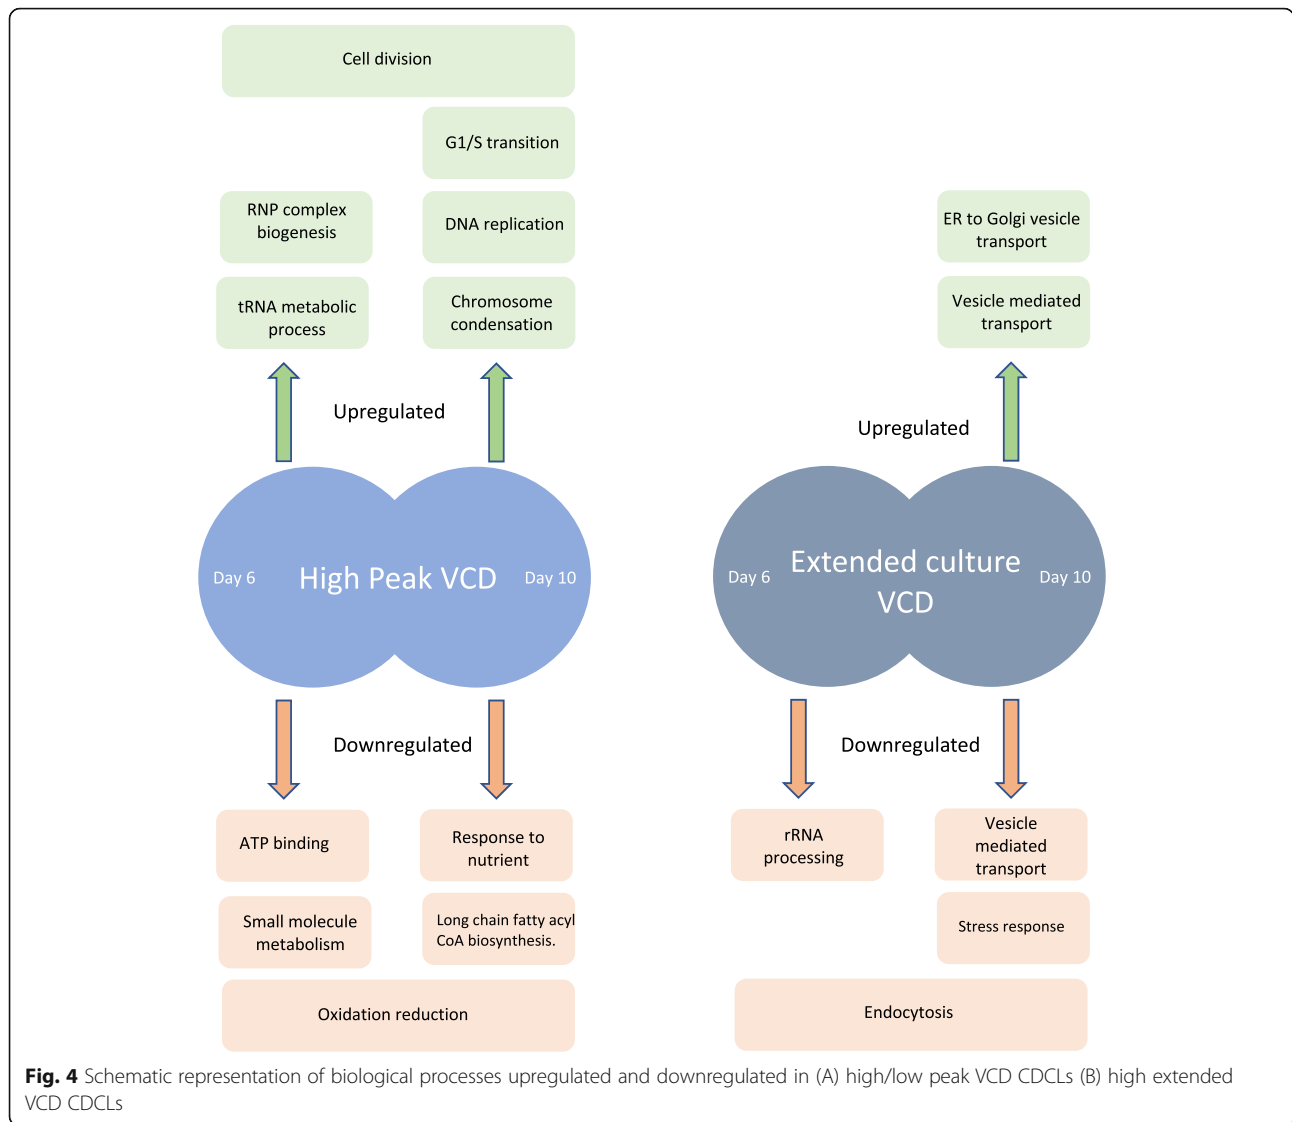 Cell division
G1/S transition
RNP complex
biogenesis
DNA replication
tRNA metabolic
process
Chromosome
condensation
Upregulated
Day 6
High Peak VCD
Day 10
Downregulated
ATP binding
Response to
nutrient
Small molecule
metabolism
Long chain fatty acyl
CoA biosynthesis.
Oxidation reduction
ER to Golgi vesicle
transport
Vesicle mediated
transport
Upregulated
Day 6
Extended culture
VCD
Day 10
Downregulated
rRNA
processing
Vesicle
mediated
transport
Stress response
Endocytosis
Fig. 4 Schematic representation of biological processes upregulated and downregulated in (A) high/low peak VCD CDCLs (B) high extended
VCD CDCLs